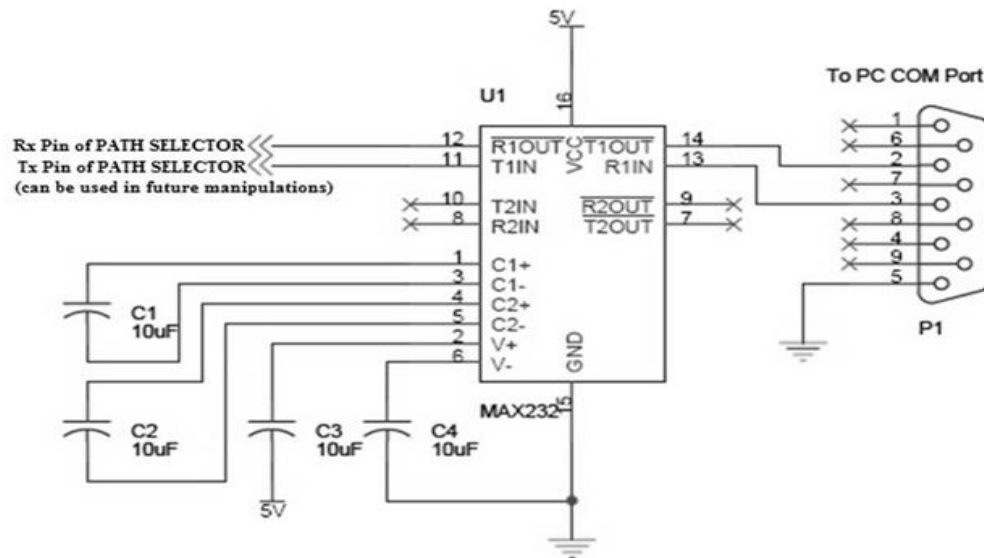 5V
To PC COM Port
U1
16
Rx Pin of PATH SELECTOR
12
R1OUT
VCC
T1OUT
14
Tx Pin of PATH SELECTOR
11
T1IN
R1IN
13
(can be used in future manipulations)
10
T2IN
R2OUT
9
8
R2IN
T2OUT
7
1
6
2
7
3
8
4
9
5
P1
1
C1+
3
C1-
4
C2+
5
C2-
2
V+
6
V-
GND
15
MAX232
C1
10uF
C2
10uF
C3
10uF
C4
10uF
5V